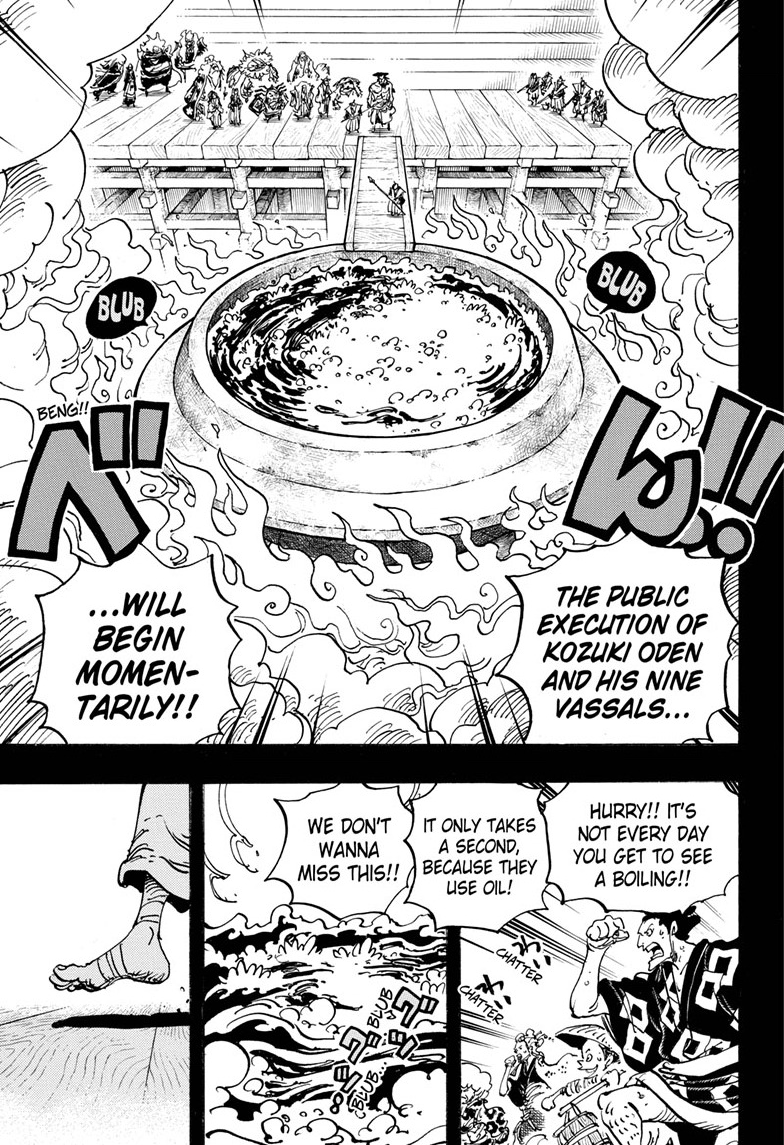 BLUB
BLUB
BENG!!
べ
ん!!
THE PUBLIC
EXECUTION OF
KOZUKI ODEN
AND HIS NINE
VASSALS...
...WILL
BEGIN
MOMEN-
TARILY!!
HURRY!! IT'S
NOT EVERY DAY
YOU GET TO SEE
A BOILING!!
CHATTER
CHATTER
IT ONLY TAKES
A SECOND,
BECAUSE THEY
USE OIL!
WE DON'T
WANNA
MISS THIS!!
BLUB
BLUB...